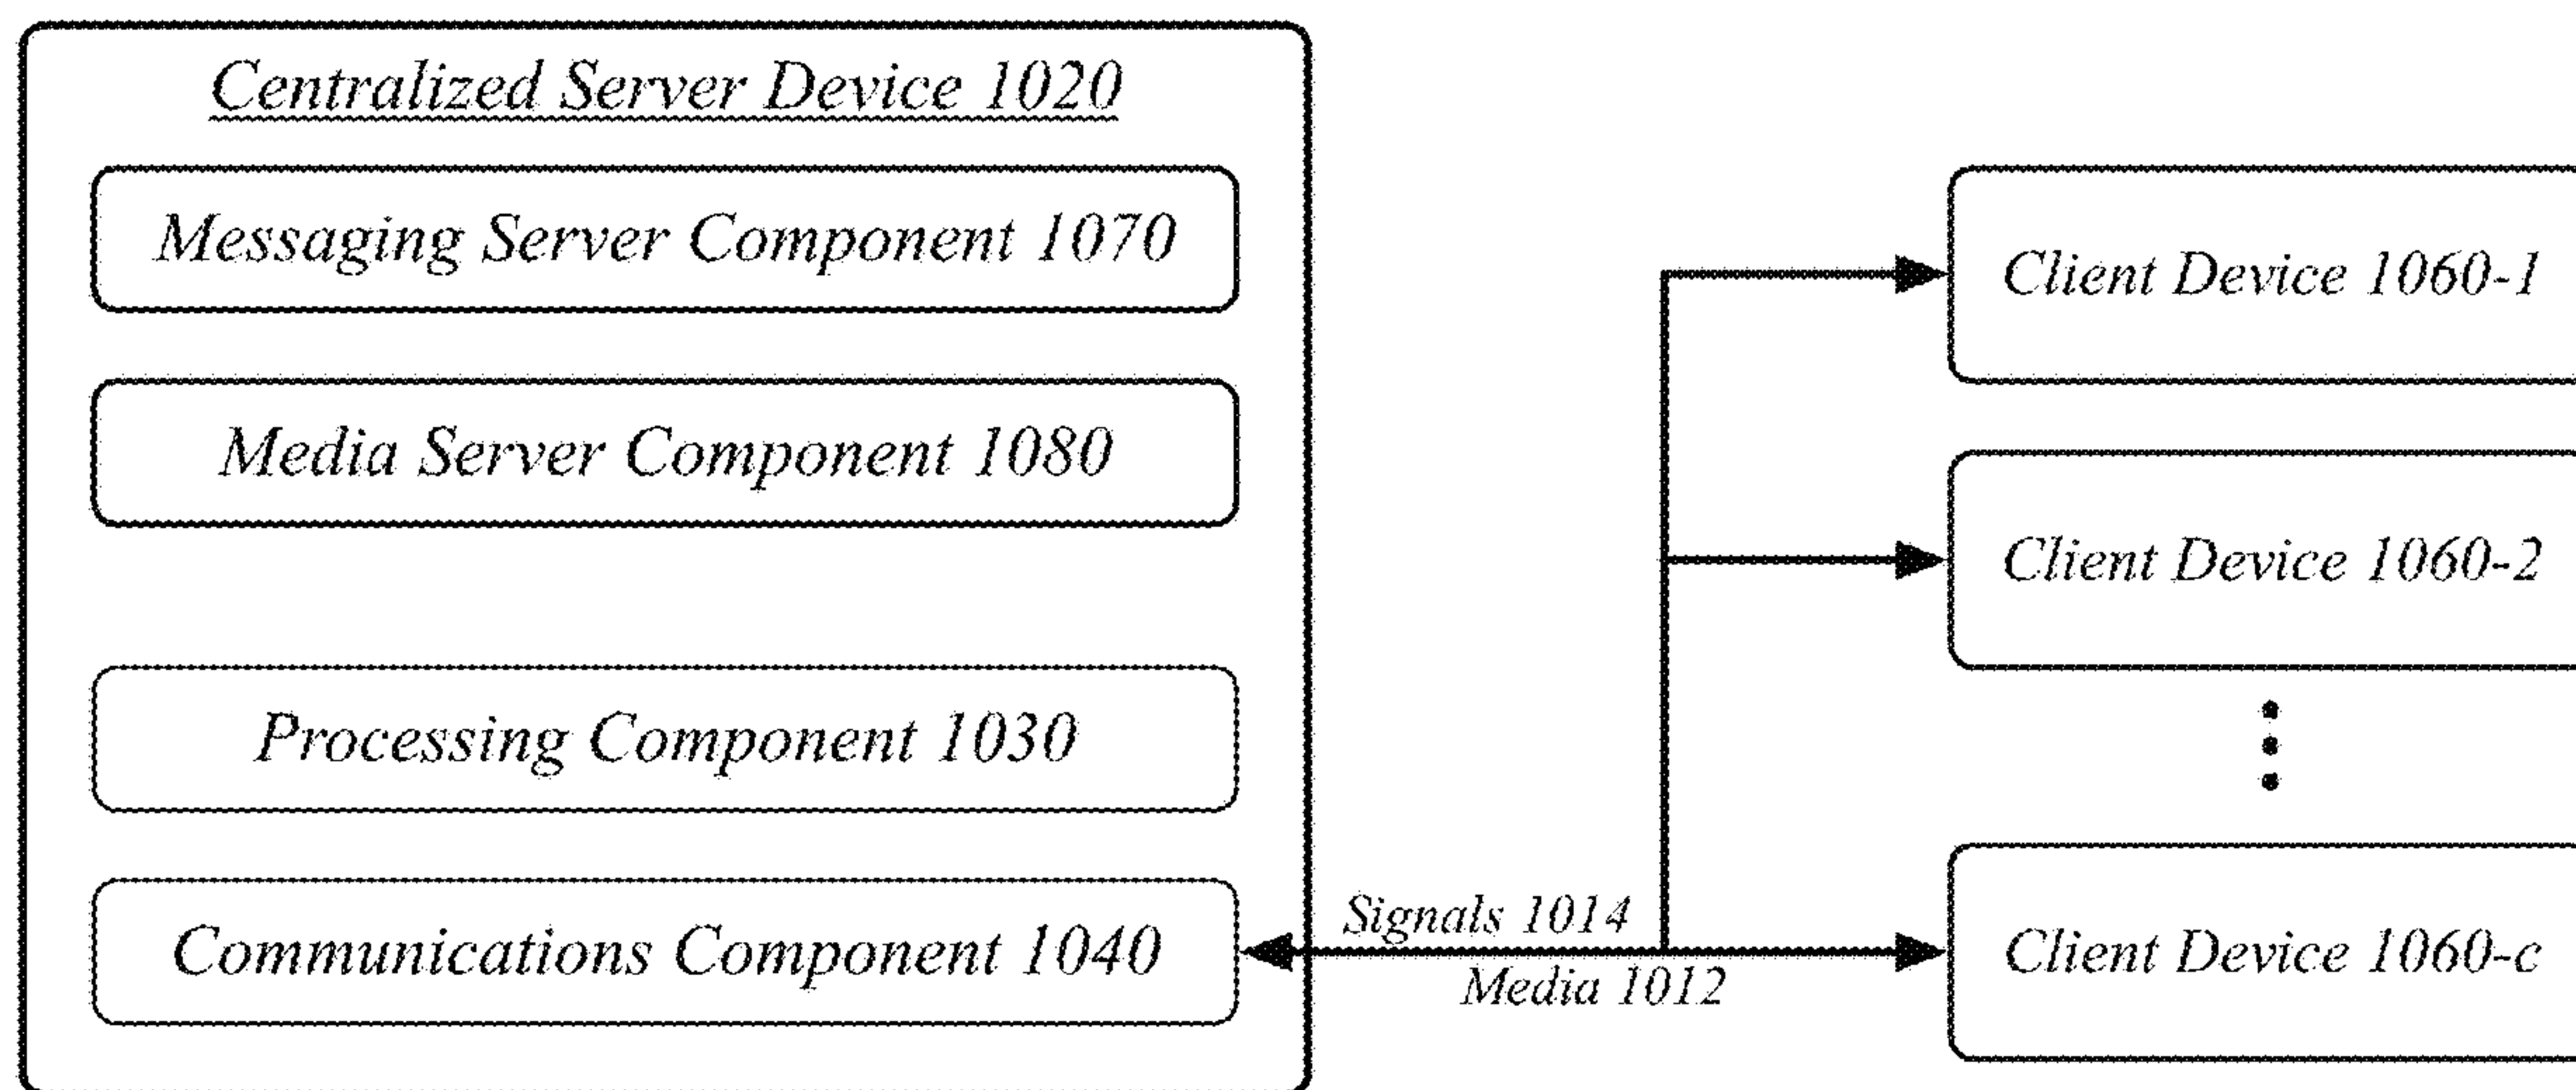 Centralized Server Device 1020
Messaging Server Component 1070
Media Server Component 1080
Processing Component 1030
Communications Component 1040
Signals 1014
Media 1012
Client Device 1060-1
Client Device 1060-2
Client Device 1060-c